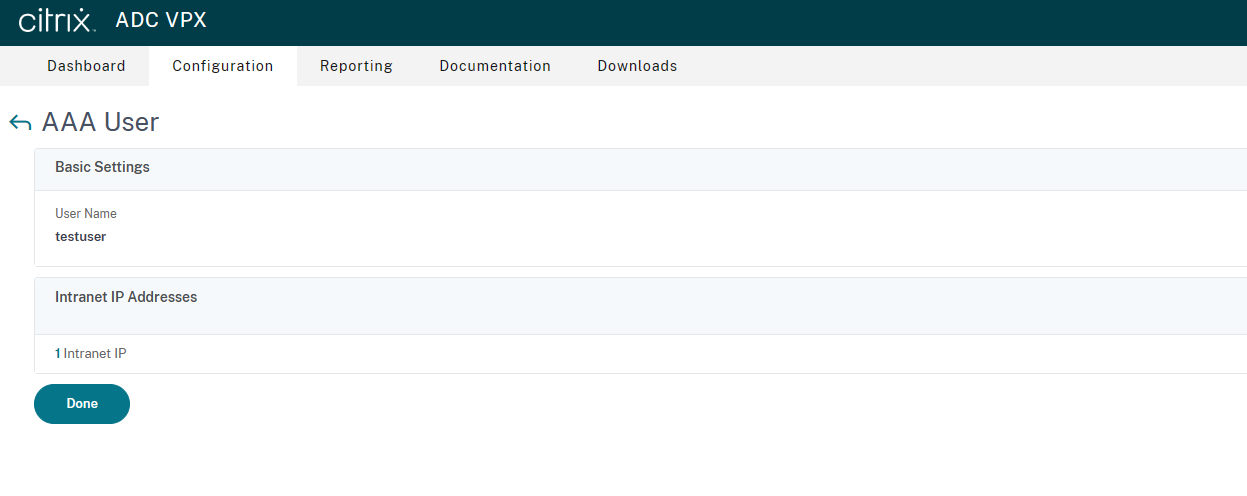 citrix™ ADC VPX
Dashboard Configuration Reporting Documentation Downloads
AAA User
Basic Settings
User Name
testuser
Intranet IP Addresses
1 Intranet IP
Done